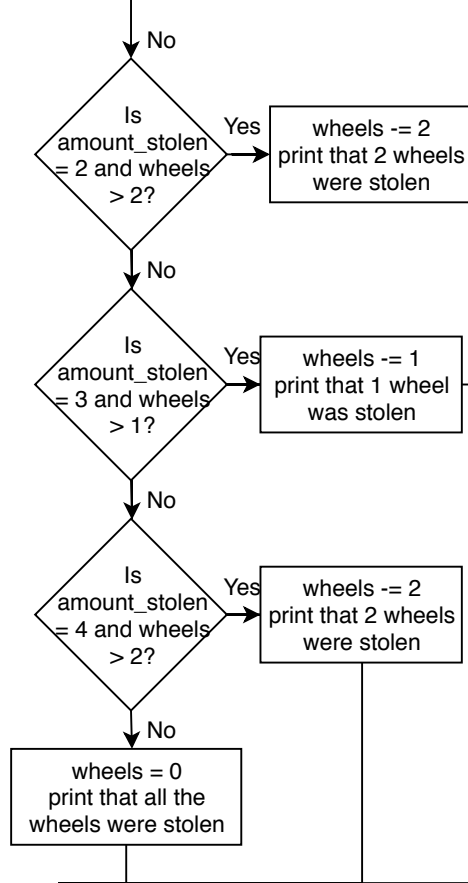 No
Is
amount_stolen
= 2 and wheels
> 2?
Yes
wheels -= 2
print that 2 wheels
were stolen
No
Is
amount_stolen
= 3 and wheels
> 1?
Yes
wheels -= 1
print that 1 wheel
was stolen
No
Is
amount_stolen
= 4 and wheels
> 2?
Yes
wheels -= 2
print that 2 wheels
were stolen
No
wheels = 0
print that all the
wheels were stolen